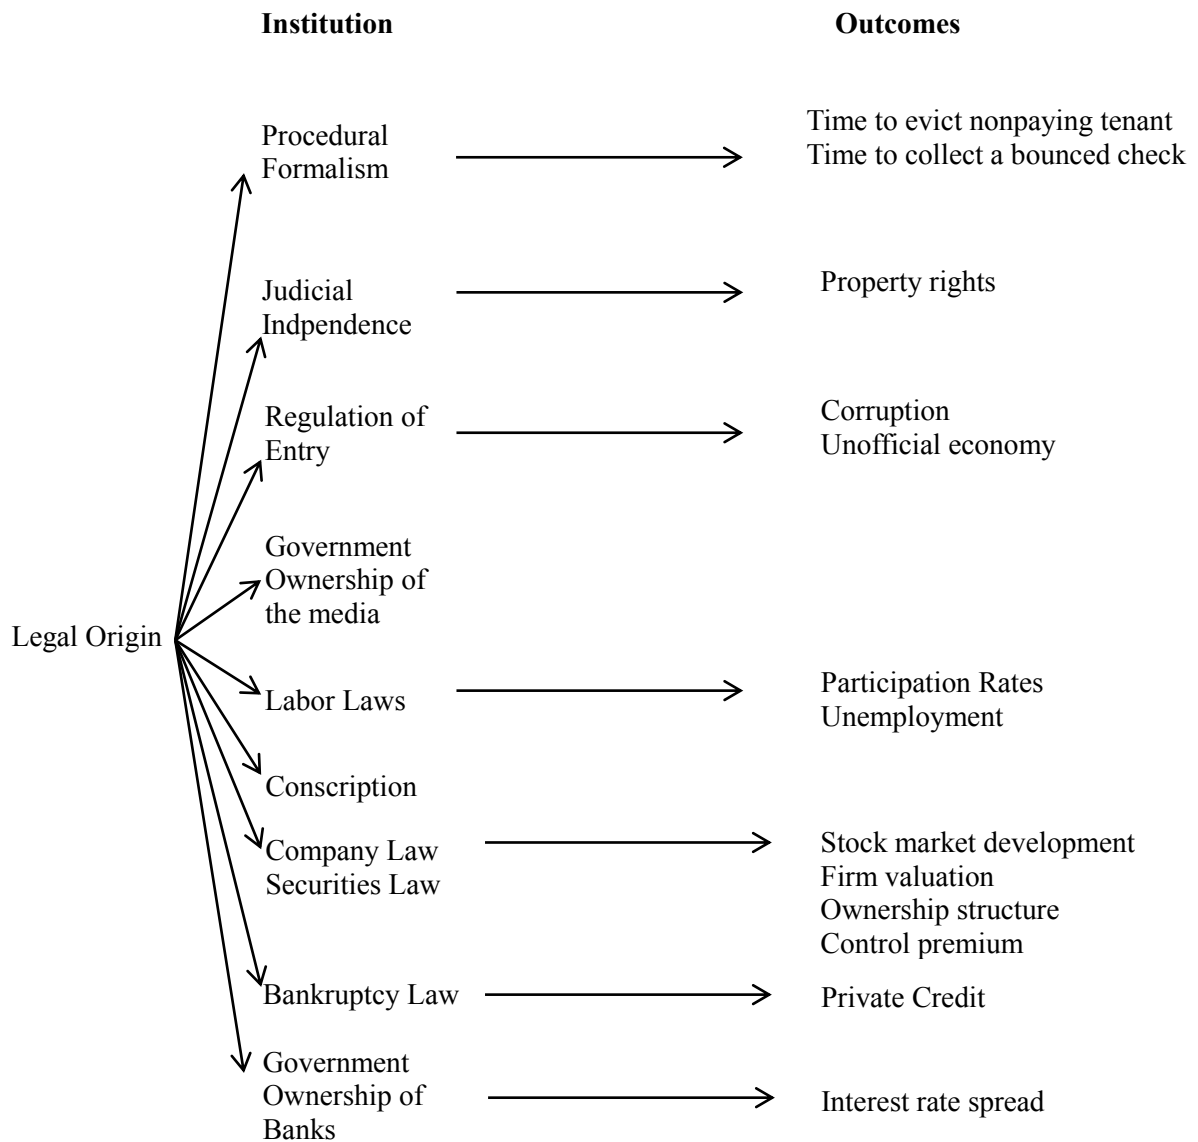 Institution
Outcomes
Procedural
Formalism
Time to evict nonpaying tenant
Time to collect a bounced check
Judicial
Indpendence
Property rights
Regulation of
Entry
Corruption
Unofficial economy
Government
Ownership of
the media
Legal Origin
Labor Laws
Participation Rates
Unemployment
Conscription
Company Law
Securities Law
Stock market development
Firm valuation
Ownership structure
Control premium
Bankruptcy Law
Private Credit
Government
Ownership of
Banks
Interest rate spread